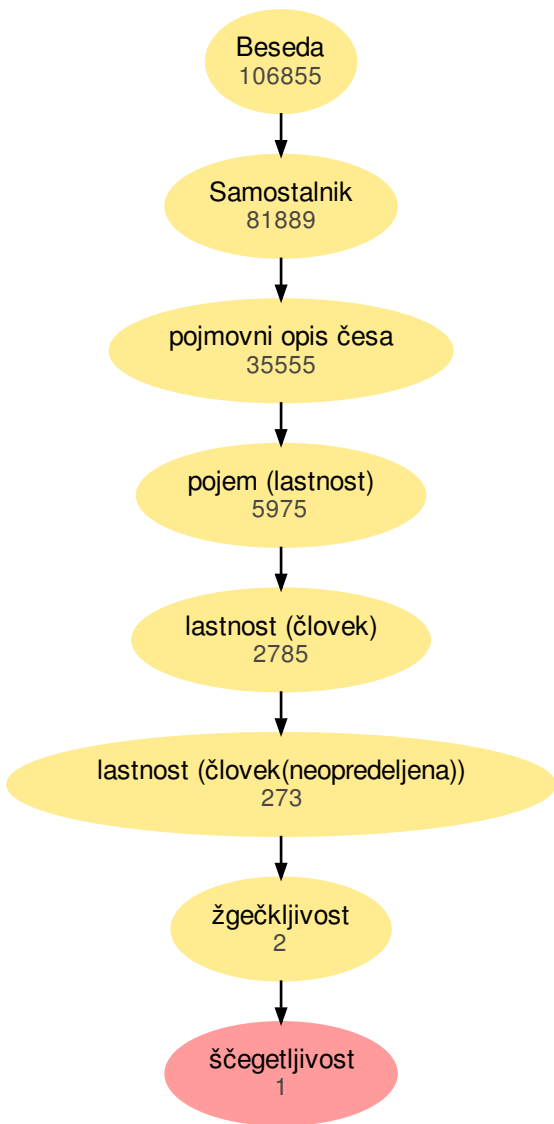 Beseda
106855
Samostalnik
81889
pojmovni opis česa
35555
pojem (lastnost)
5975
lastnost (človek)
2785
lastnost (človek(neopredeljena))
273
žgečkljivost
2
ščegetljivost
1